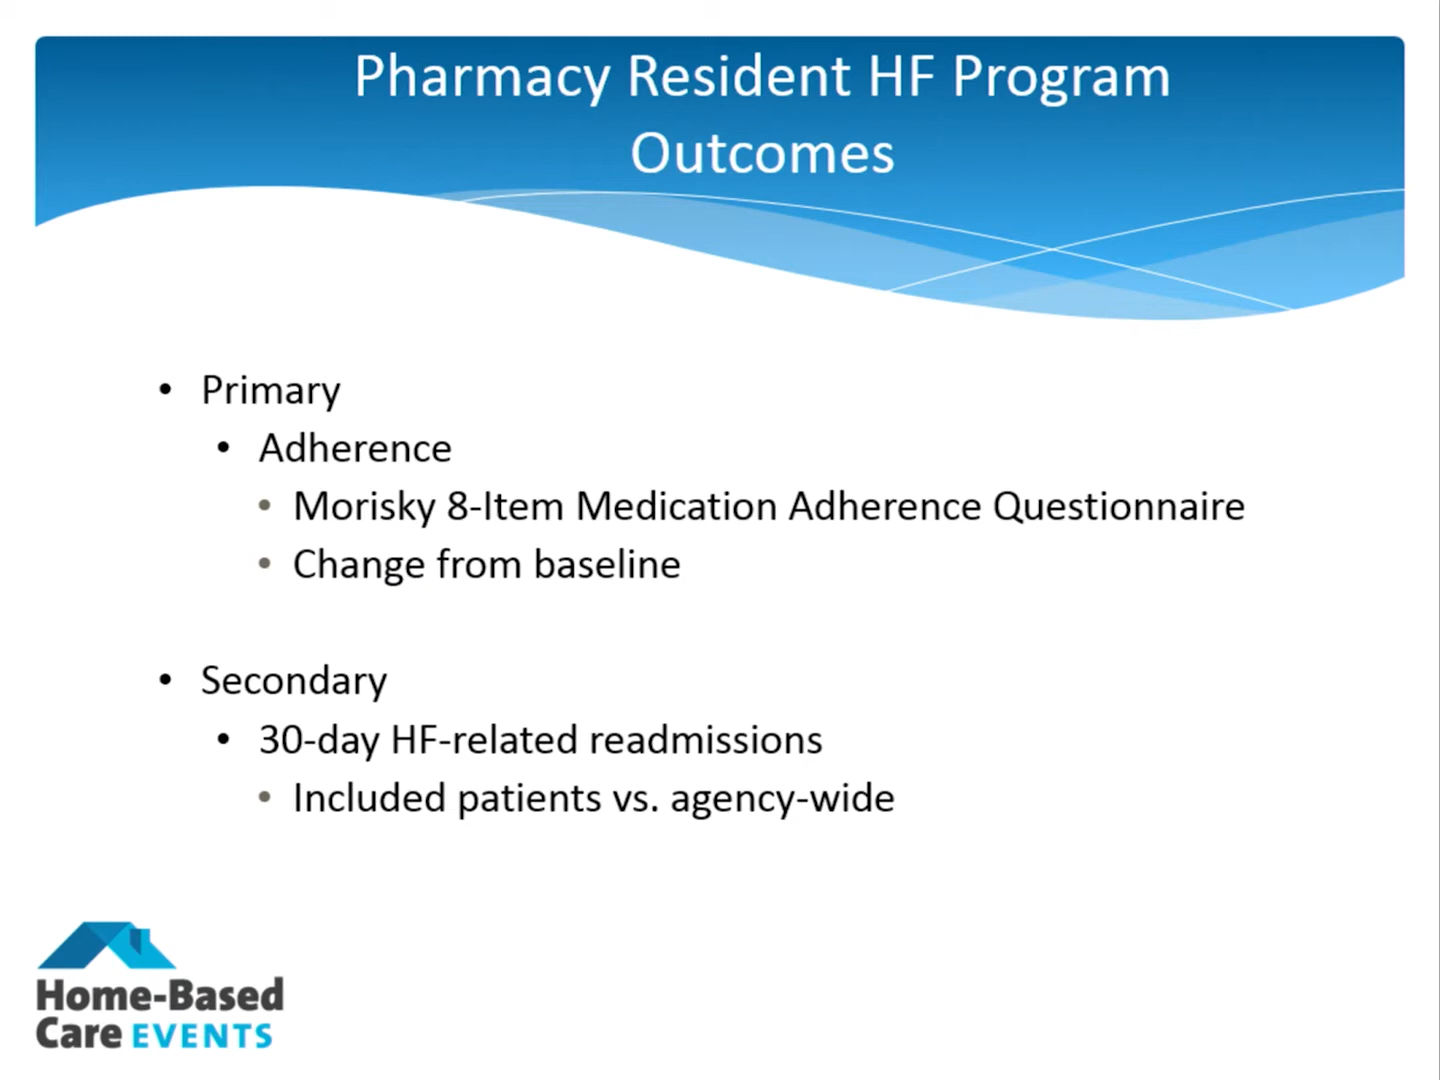 Pharmacy Resident HF Program
Outcomes
• Primary
• Adherence
• Morisky 8-Item Medication Adherence Questionnaire
• Change from baseline
• Secondary
• 30-day HF-related readmissions
• Included patients vs. agency-wide
Home-Based
Care EVENTS